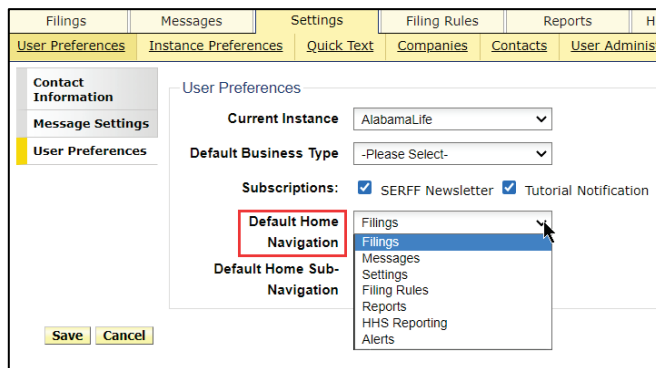 Filings Messages Settings Filing Rules Reports H
User Preferences Instance Preferences Quick Text Companies Contacts User Adminis
Contact
Information
Message Settings
User Preferences
User Preferences
Current Instance AlabamaLife
Default Business Type -Please Select-
Subscriptions: SERFF Newsletter Tutorial Notification
Default Home
Navigation
Filings
Filings
Messages
Settings
Filing Rules
Reports
HHS Reporting
Alerts
Default Home Sub-
Navigation
Save Cancel